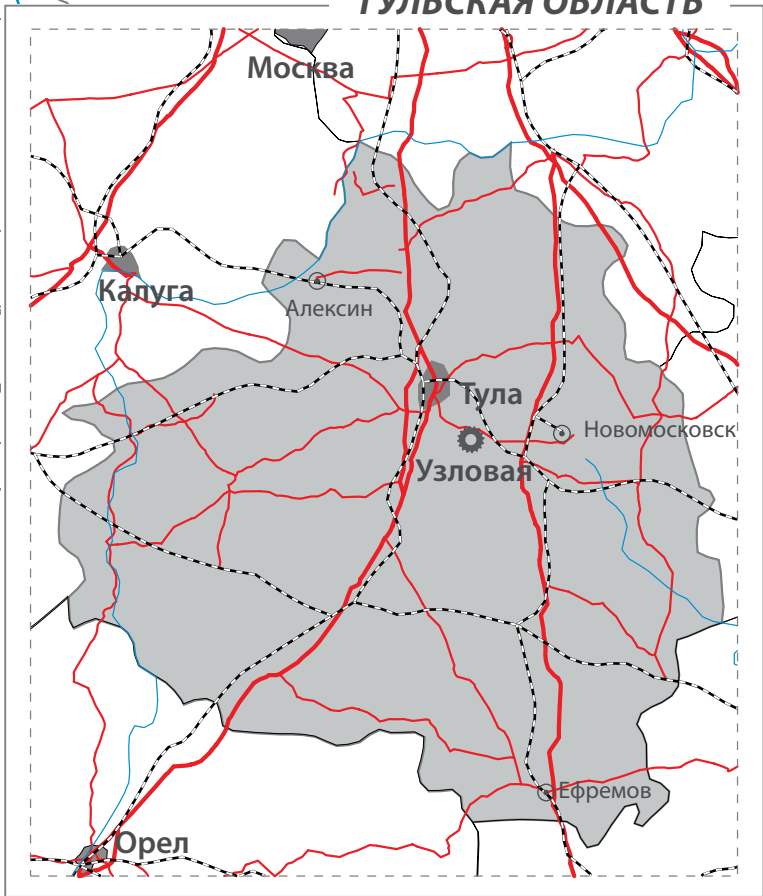 ТУЛЬСКАЯ ОБЛАСТЬ
Москва
Калуга
Алексин
Тула
Новомосковск
Узловая
Ефремов
Орел